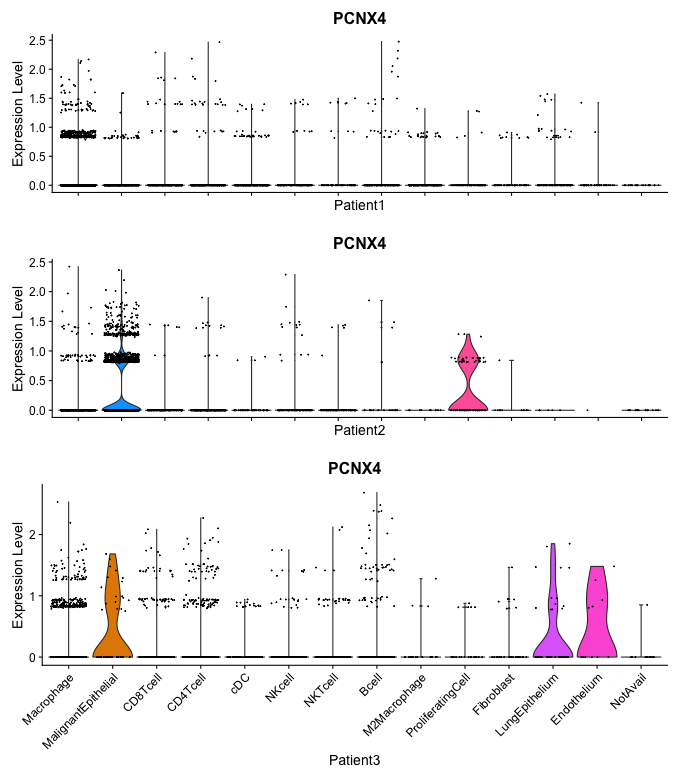 PCNX4
Expression Level
2.5
2.0
1.5
1.0
0.5
0.0
Patient1
PCNX4
Expression Level
2.5
2.0
1.5
1.0
0.5
0.0
Patient2
PCNX4
Expression Level
2
1
0
Macrophage
MalignantEpithelial
CD8Tcell
CD4Tcell
cDC
NKcell
NKTcell
Bcell
M2Macrophage
ProliferatingCell
Fibroblast
LungEpithelium
Endothelium
NotAvail
Patient3